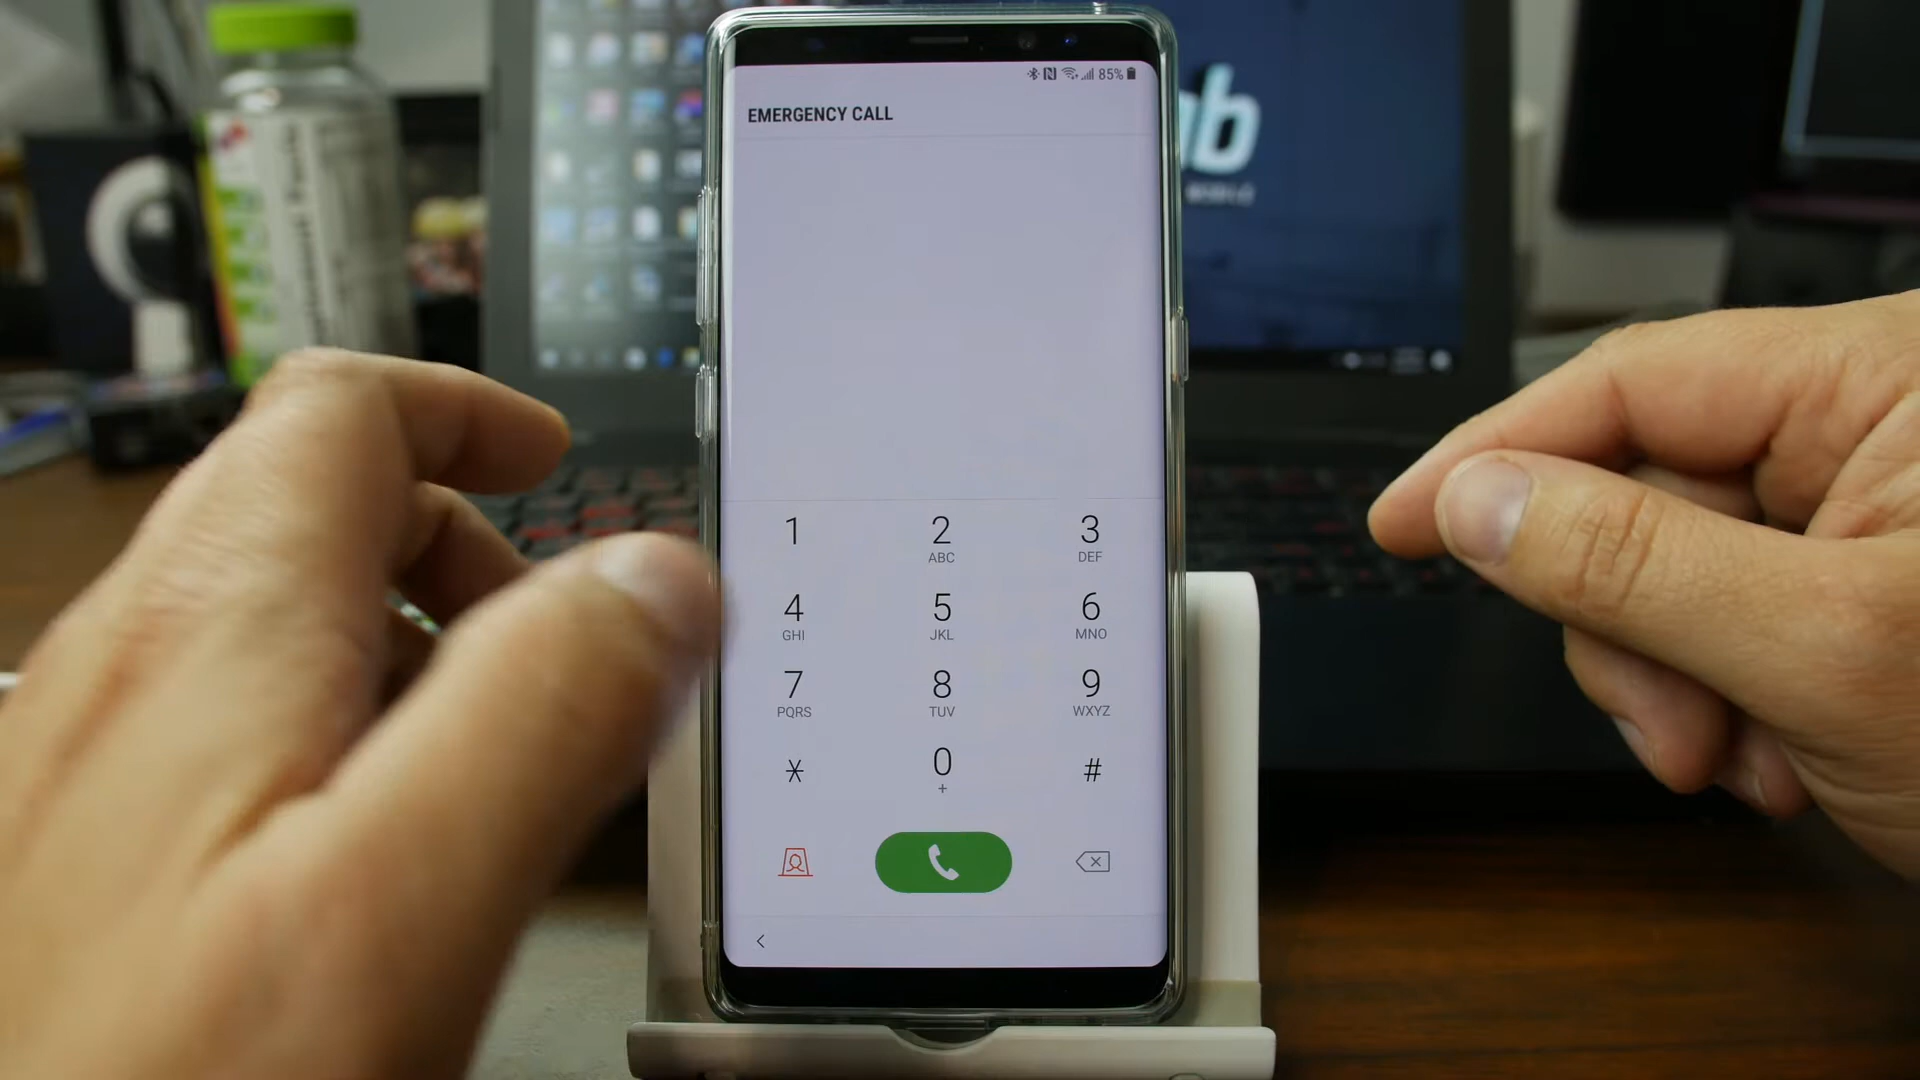 85%
EMERGENCY CALL
1 2 3
ABC DEF
4 5 6
GHI JKL MNO
7 8 9
PQRS TUV WXYZ
* 0 #
+